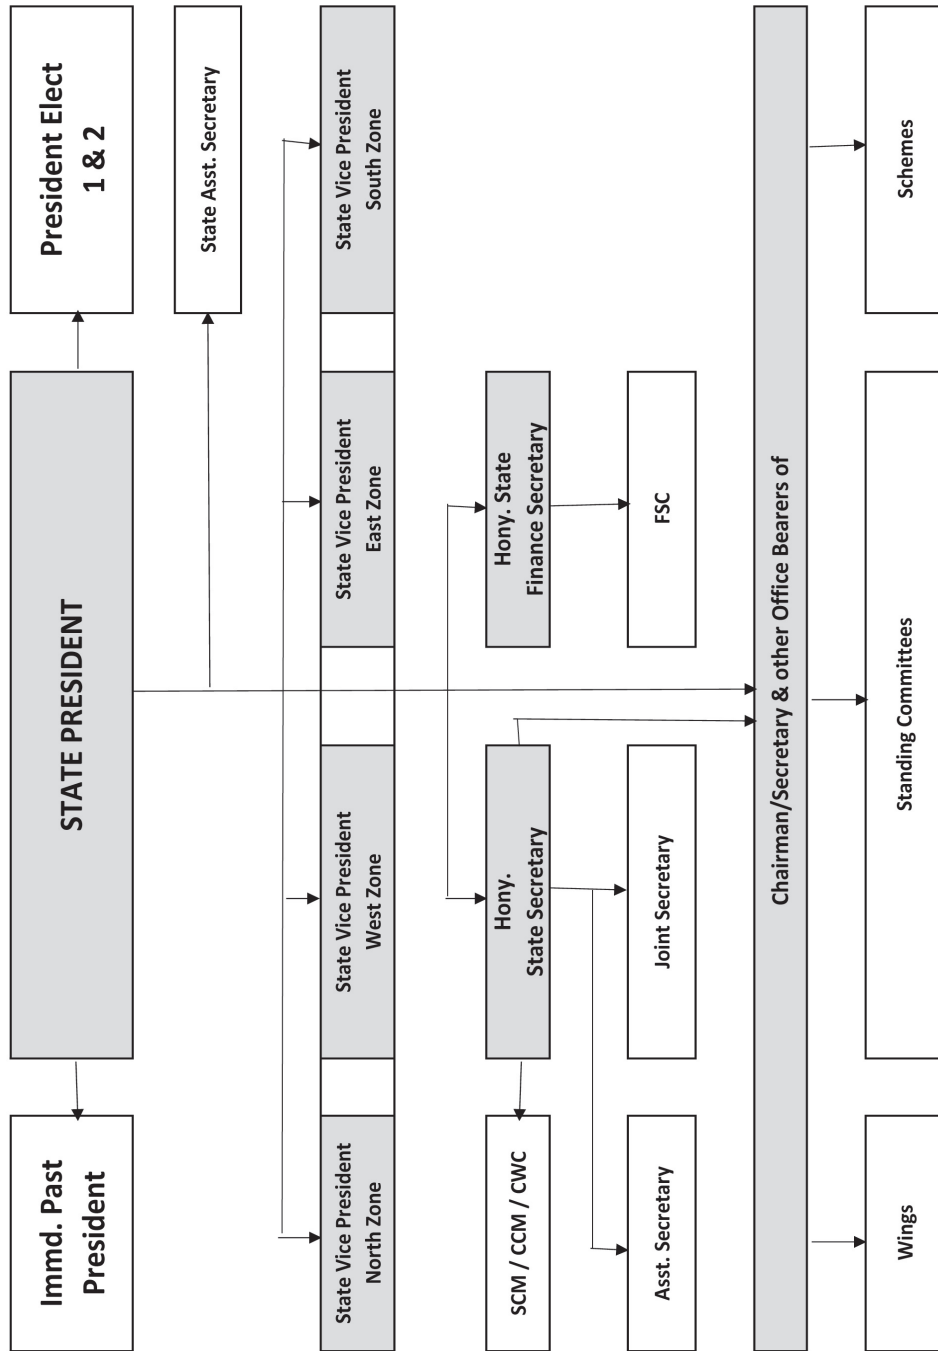 Immd. Past
President
STATE PRESIDENT
President Elect
1 & 2
State Asst. Secretary
State Vice President
North Zone
State Vice President
West Zone
State Vice President
East Zone
State Vice President
South Zone
SCM / CCM / CWC
Hony.
State Secretary
Hony. State
Finance Secretary
Asst. Secretary
Joint Secretary
FSC
Chairman/Secretary & other Office Bearers of
Wings
Standing Committees
Schemes